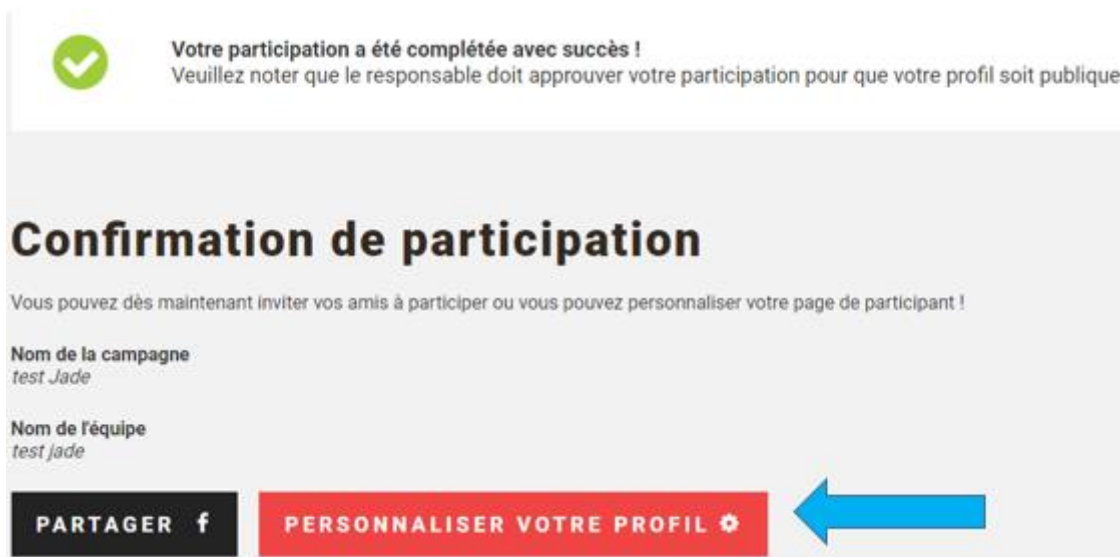 Votre participation a été complétée avec succès !
Veuillez noter que le responsable doit approuver votre participation pour que votre profil soit publique
Confirmation de participation
Vous pouvez dès maintenant inviter vos amis à participer ou vous pouvez personnaliser votre page de participant !
Nom de la campagne
test Jade
Nom de l'équipe
test jade
PARTAGER f
PERSONNALISER VOTRE PROFIL